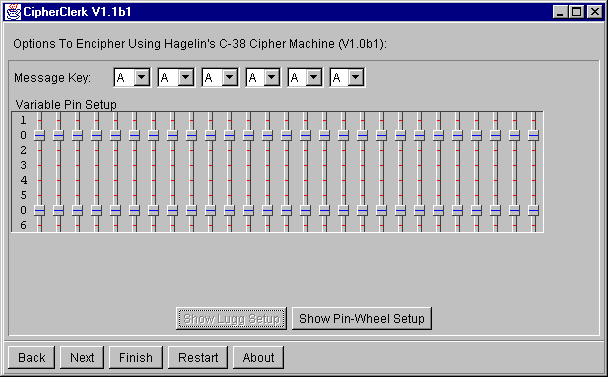 CipherClerk V1.1b1
Options To Encipher Using Hagelin's C-38 Cipher Machine (V1.0b1):
Message Key: A A A A A A
Variable Pin Setup
1
0
2
3
4
5
0
6
Show Lugg Setup Show Pin-Wheel Setup
Back Next Finish Restart About